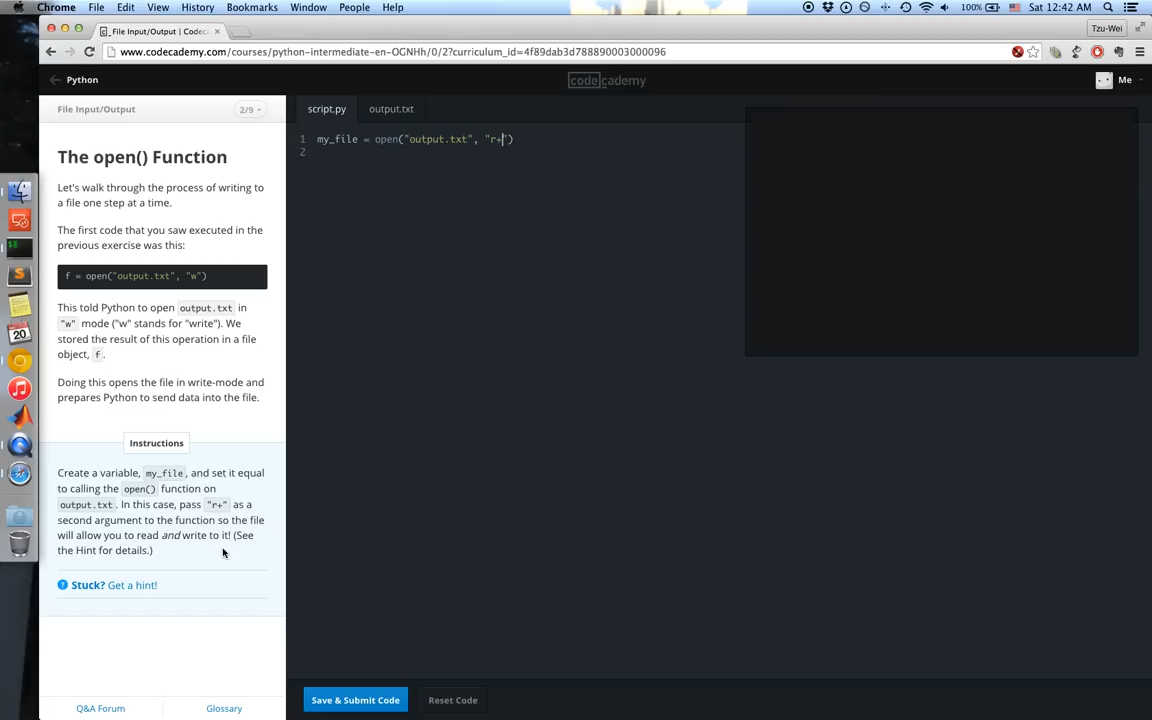 Chrome File Edit View History Bookmarks Window People Help
100% Sat 12:42 AM
File Input/Output | Codec
Tzu-Wei
www.codecademy.com/courses/python-intermediate-en-OGNHh/0/2?curriculum_id=4f89dab3d788890003000096
Python
codecademy
Me
File Input/Output
2/9
script.py
output.txt
The open() Function
Let's walk through the process of writing to
a file one step at a time.
The first code that you saw executed in the
previous exercise was this:
f = open("output.txt", "w")
This told Python to open output.txt in
"w" mode ("w" stands for "write"). We
stored the result of this operation in a file
object, f.
Doing this opens the file in write-mode and
prepares Python to send data into the file.
Instructions
Create a variable, my_file, and set it equal
to calling the open() function on
output.txt. In this case, pass "r+" as a
second argument to the function so the file
will allow you to read and write to it! (See
the Hint for details.)
? Stuck? Get a hint!
Q&A Forum
Glossary
1 my_file = open("output.txt", "r+")
2
Save & Submit Code
Reset Code
20